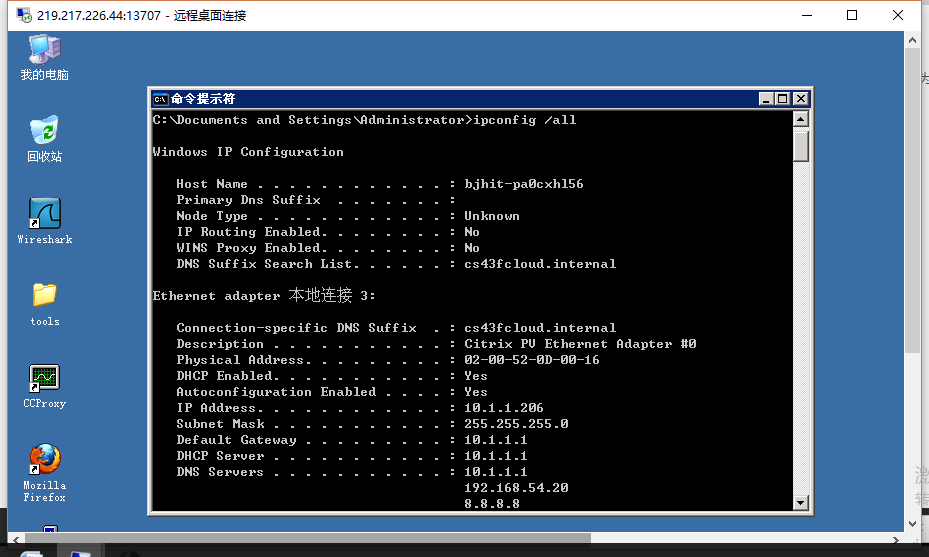 219.217.226.44:13707 - 远程桌面连接
我的电脑
回收站
Wireshark
tools
CCProxy
Mozilla
Firefox
命令提示符
C:\Documents and Settings\Administrator>ipconfig /all
Windows IP Configuration
Host Name . . . . . . . . . . . . : bjhit-pa0cxhl56
Primary Dns Suffix  . . . . . . . :
Node Type . . . . . . . . . . . . : Unknown
IP Routing Enabled. . . . . . . . : No
WINS Proxy Enabled. . . . . . . . : No
DNS Suffix Search List. . . . . . : cs43fcloud.internal
Ethernet adapter 本地连接 3:
Connection-specific DNS Suffix  . : cs43fcloud.internal
Description . . . . . . . . . . . : Citrix PV Ethernet Adapter #0
Physical Address. . . . . . . . . : 02-00-52-0D-00-16
DHCP Enabled. . . . . . . . . . . : Yes
Autoconfiguration Enabled . . . . : Yes
IP Address. . . . . . . . . . . . : 10.1.1.206
Subnet Mask . . . . . . . . . . . : 255.255.255.0
Default Gateway . . . . . . . . . : 10.1.1.1
DHCP Server . . . . . . . . . . . : 10.1.1.1
DNS Servers . . . . . . . . . . . : 10.1.1.1
192.168.54.20
8.8.8.8